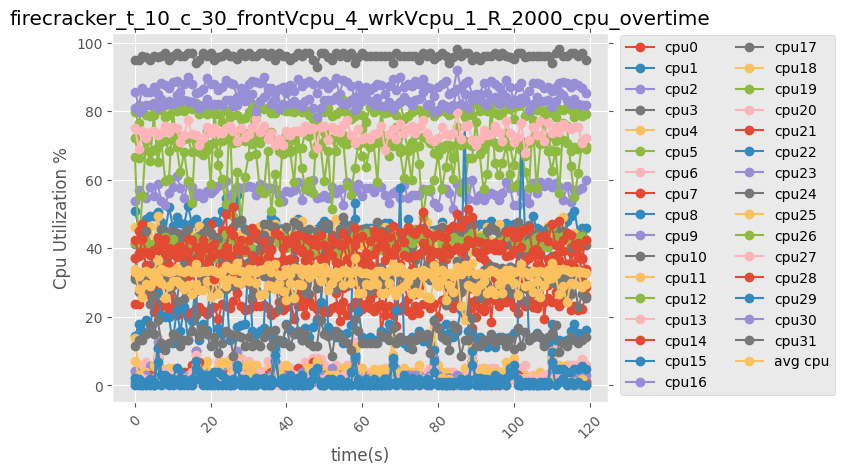 firecracker_t_10_c_30_frontVcpu_4_wrkVcpu_1_R_2000_cpu_overtime
Cpu Utilization %
100
80
60
40
20
0
0
20
40
60
80
100
120
time(s)
cpu0
cpu1
cpu2
cpu3
cpu4
cpu5
cpu6
cpu7
cpu8
cpu9
cpu10
cpu11
cpu12
cpu13
cpu14
cpu15
cpu16
cpu17
cpu18
cpu19
cpu20
cpu21
cpu22
cpu23
cpu24
cpu25
cpu26
cpu27
cpu28
cpu29
cpu30
cpu31
avg cpu